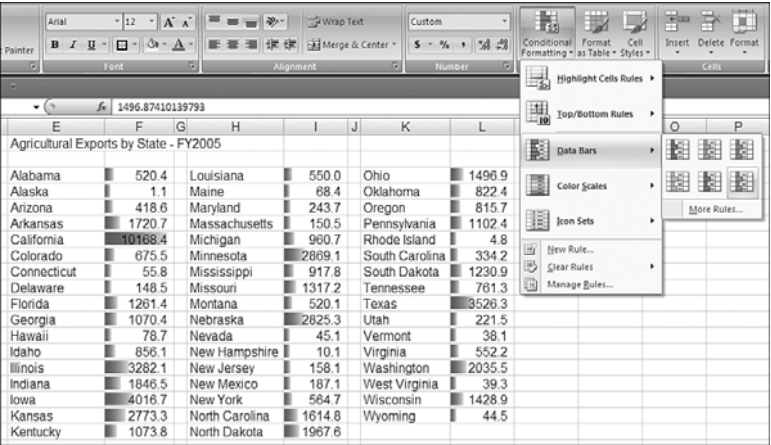 Arial 12 A A Wrap Text Custom
Painter B I U A Merge & Center $ % , .0 .00 Conditional Formatting Format as Table Cell Styles Insert Delete Format
Font Alignment Number Cells
fx 1496.87410139793
Highlight Cells Rules
Top/Bottom Rules
Data Bars
Color Scales
Icon Sets
New Rule...
Clear Rules
Manage Rules...
More Rules...
E F G H I J K L O P
Agricultural Exports by State - FY2005
Alabama 520.4 Louisiana 550.0 Ohio 1496.9
Alaska 1.1 Maine 68.4 Oklahoma 822.4
Arizona 418.6 Maryland 243.7 Oregon 815.7
Arkansas 1720.7 Massachusetts 150.5 Pennsylvania 1102.4
California 10168.4 Michigan 960.7 Rhode Island 4.8
Colorado 675.5 Minnesota 2869.1 South Carolina 334.2
Connecticut 55.8 Mississippi 917.8 South Dakota 1230.9
Delaware 148.5 Missouri 1317.2 Tennessee 761.3
Florida 1261.4 Montana 520.1 Texas 3526.3
Georgia 1070.4 Nebraska 2825.3 Utah 221.5
Hawaii 78.7 Nevada 45.1 Vermont 38.1
Idaho 856.1 New Hampshire 10.1 Virginia 552.2
Illinois 3282.1 New Jersey 158.1 Washington 2035.5
Indiana 1846.5 New Mexico 187.1 West Virginia 39.3
Iowa 4016.7 New York 564.7 Wisconsin 1428.9
Kansas 2773.3 North Carolina 1614.8 Wyoming 44.5
Kentucky 1073.8 North Dakota 1967.6